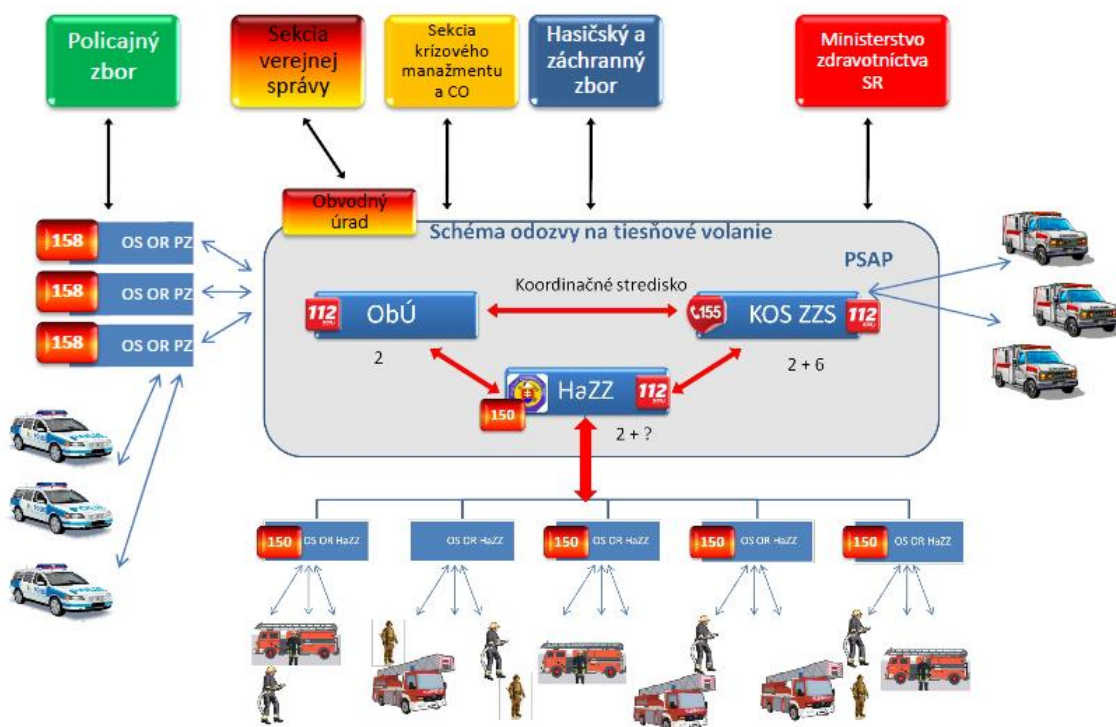 Policajný
zbor
Sekcia
verejnej
správy
Sekcia
krízového
manažmentu
a CO
Hasičský a
záchranný
zbor
Ministerstvo
zdravotníctva
SR
Obvodný
úrad
Schéma odozvy na tiesňové volanie
PSAP
158 OS OR PZ
158 OS OR PZ
158 OS OR PZ
Koordinačné stredisko
112 ObÚ
155 KOS ZZS 112
2
2 + 6
HaZZ 112
150
2 + ?
150 OS OR HaZZ
OS OR HaZZ
150 OS OR HaZZ
150 OS OR HaZZ
150 OS OR HaZZ